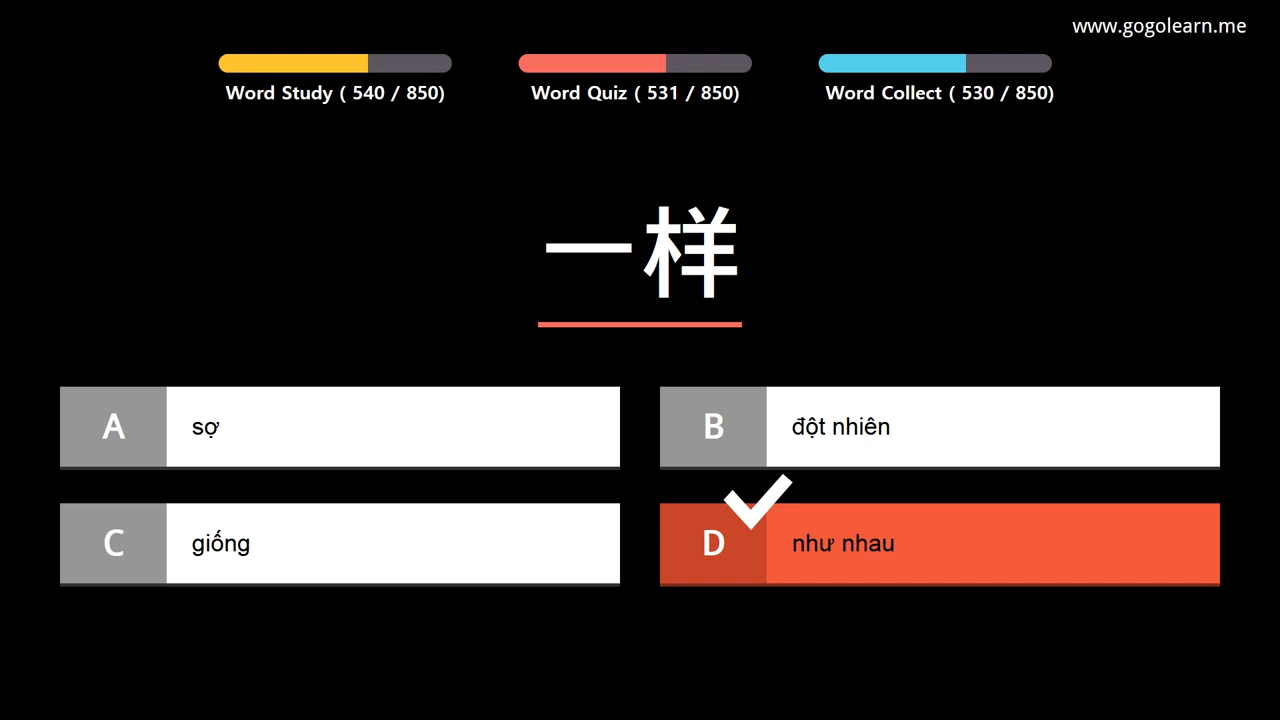 www.gogolearn.me
Word Study ( 540 / 850)
Word Quiz ( 531 / 850)
Word Collect ( 530 / 850)
一样
A sợ
B đột nhiên
C giống
D như nhau